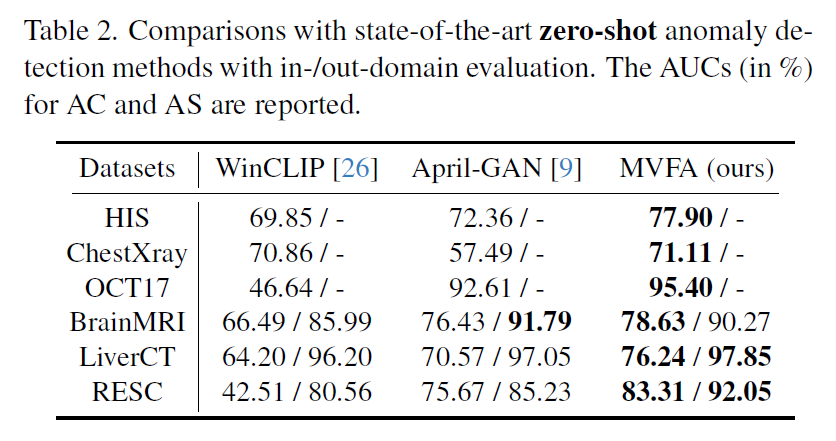 Table 2. Comparisons with state-of-the-art zero-shot anomaly de-
tection methods with in-/out-domain evaluation. The AUCs (in %)
for AC and AS are reported.
Datasets WinCLIP [26] April-GAN [9] MVFA (ours)
HIS 69.85 / - 72.36 / - 77.90 / -
ChestXray 70.86 / - 57.49 / - 71.11 / -
OCT17 46.64 / - 92.61 / - 95.40 / -
BrainMRI 66.49 / 85.99 76.43 / 91.79 78.63 / 90.27
LiverCT 64.20 / 96.20 70.57 / 97.05 76.24 / 97.85
RESC 42.51 / 80.56 75.67 / 85.23 83.31 / 92.05